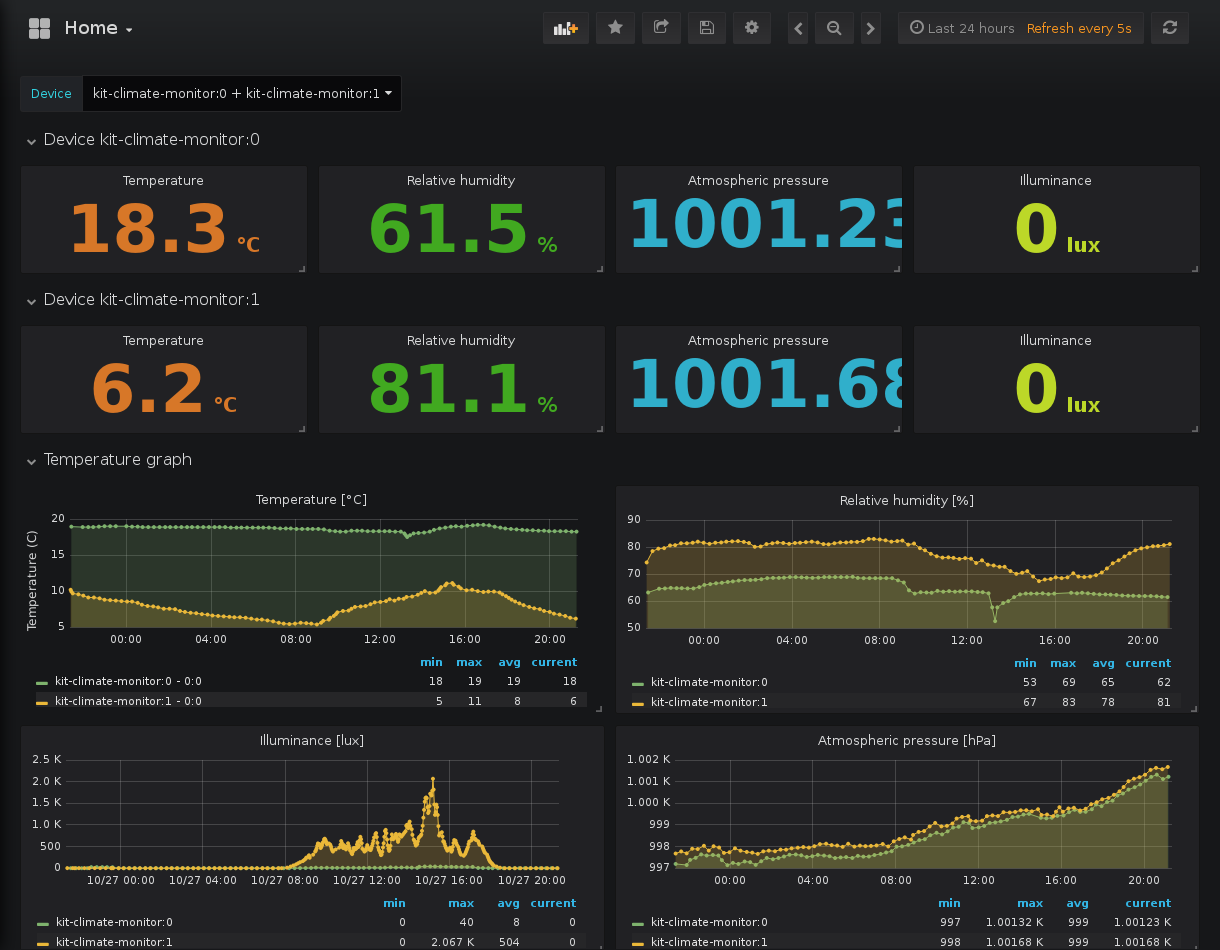 Home
Last 24 hours Refresh every 5s
Device kit-climate-monitor:0 + kit-climate-monitor:1
Device kit-climate-monitor:0
Temperature Relative humidity Atmospheric pressure Illuminance
18.3 °C 61.5 % 1001.23 0 lux
Device kit-climate-monitor:1
Temperature Relative humidity Atmospheric pressure Illuminance
6.2 °C 81.1 % 1001.68 0 lux
Temperature graph
Temperature [°C]
Temperature (C)
20
15
10
5
00:00 04:00 08:00 12:00 16:00 20:00
min max avg current
kit-climate-monitor:0 - 0:0 18 19 19 18
kit-climate-monitor:1 - 0:0 5 11 8 6
Relative humidity [%]
90
80
70
60
50
00:00 04:00 08:00 12:00 16:00 20:00
min max avg current
kit-climate-monitor:0 53 69 65 62
kit-climate-monitor:1 67 83 78 81
Illuminance [lux]
2.5 K
2.0 K
1.5 K
1.0 K
500
0
10/27 00:00 10/27 04:00 10/27 08:00 10/27 12:00 10/27 16:00 10/27 20:00
min max avg current
kit-climate-monitor:0 0 40 8 0
kit-climate-monitor:1 0 2.067 K 504 0
Atmospheric pressure [hPa]
1.002 K
1.001 K
1.000 K
999
998
997
00:00 04:00 08:00 12:00 16:00 20:00
min max avg current
kit-climate-monitor:0 997 1.00132 K 999 1.00123 K
kit-climate-monitor:1 998 1.00168 K 999 1.00168 K